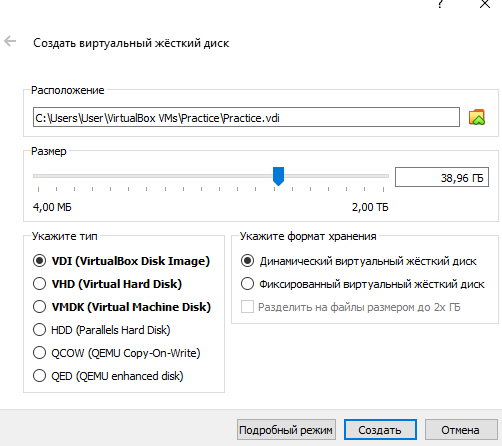 ?
Создать виртуальный жёсткий диск
Расположение
C:\Users\User\VirtualBox VMs\Practice\Practice.vdi
Размер
38,96 ГБ
4,00 МБ 2,00 ТБ
Укажите тип
VDI (VirtualBox Disk Image)
VHD (Virtual Hard Disk)
VMDK (Virtual Machine Disk)
HDD (Parallels Hard Disk)
QCOW (QEMU Copy-On-Write)
QED (QEMU enhanced disk)
Укажите формат хранения
Динамический виртуальный жёсткий диск
Фиксированный виртуальный жёсткий диск
Разделить на файлы размером до 2х ГБ
Подробный режим Создать Отмена